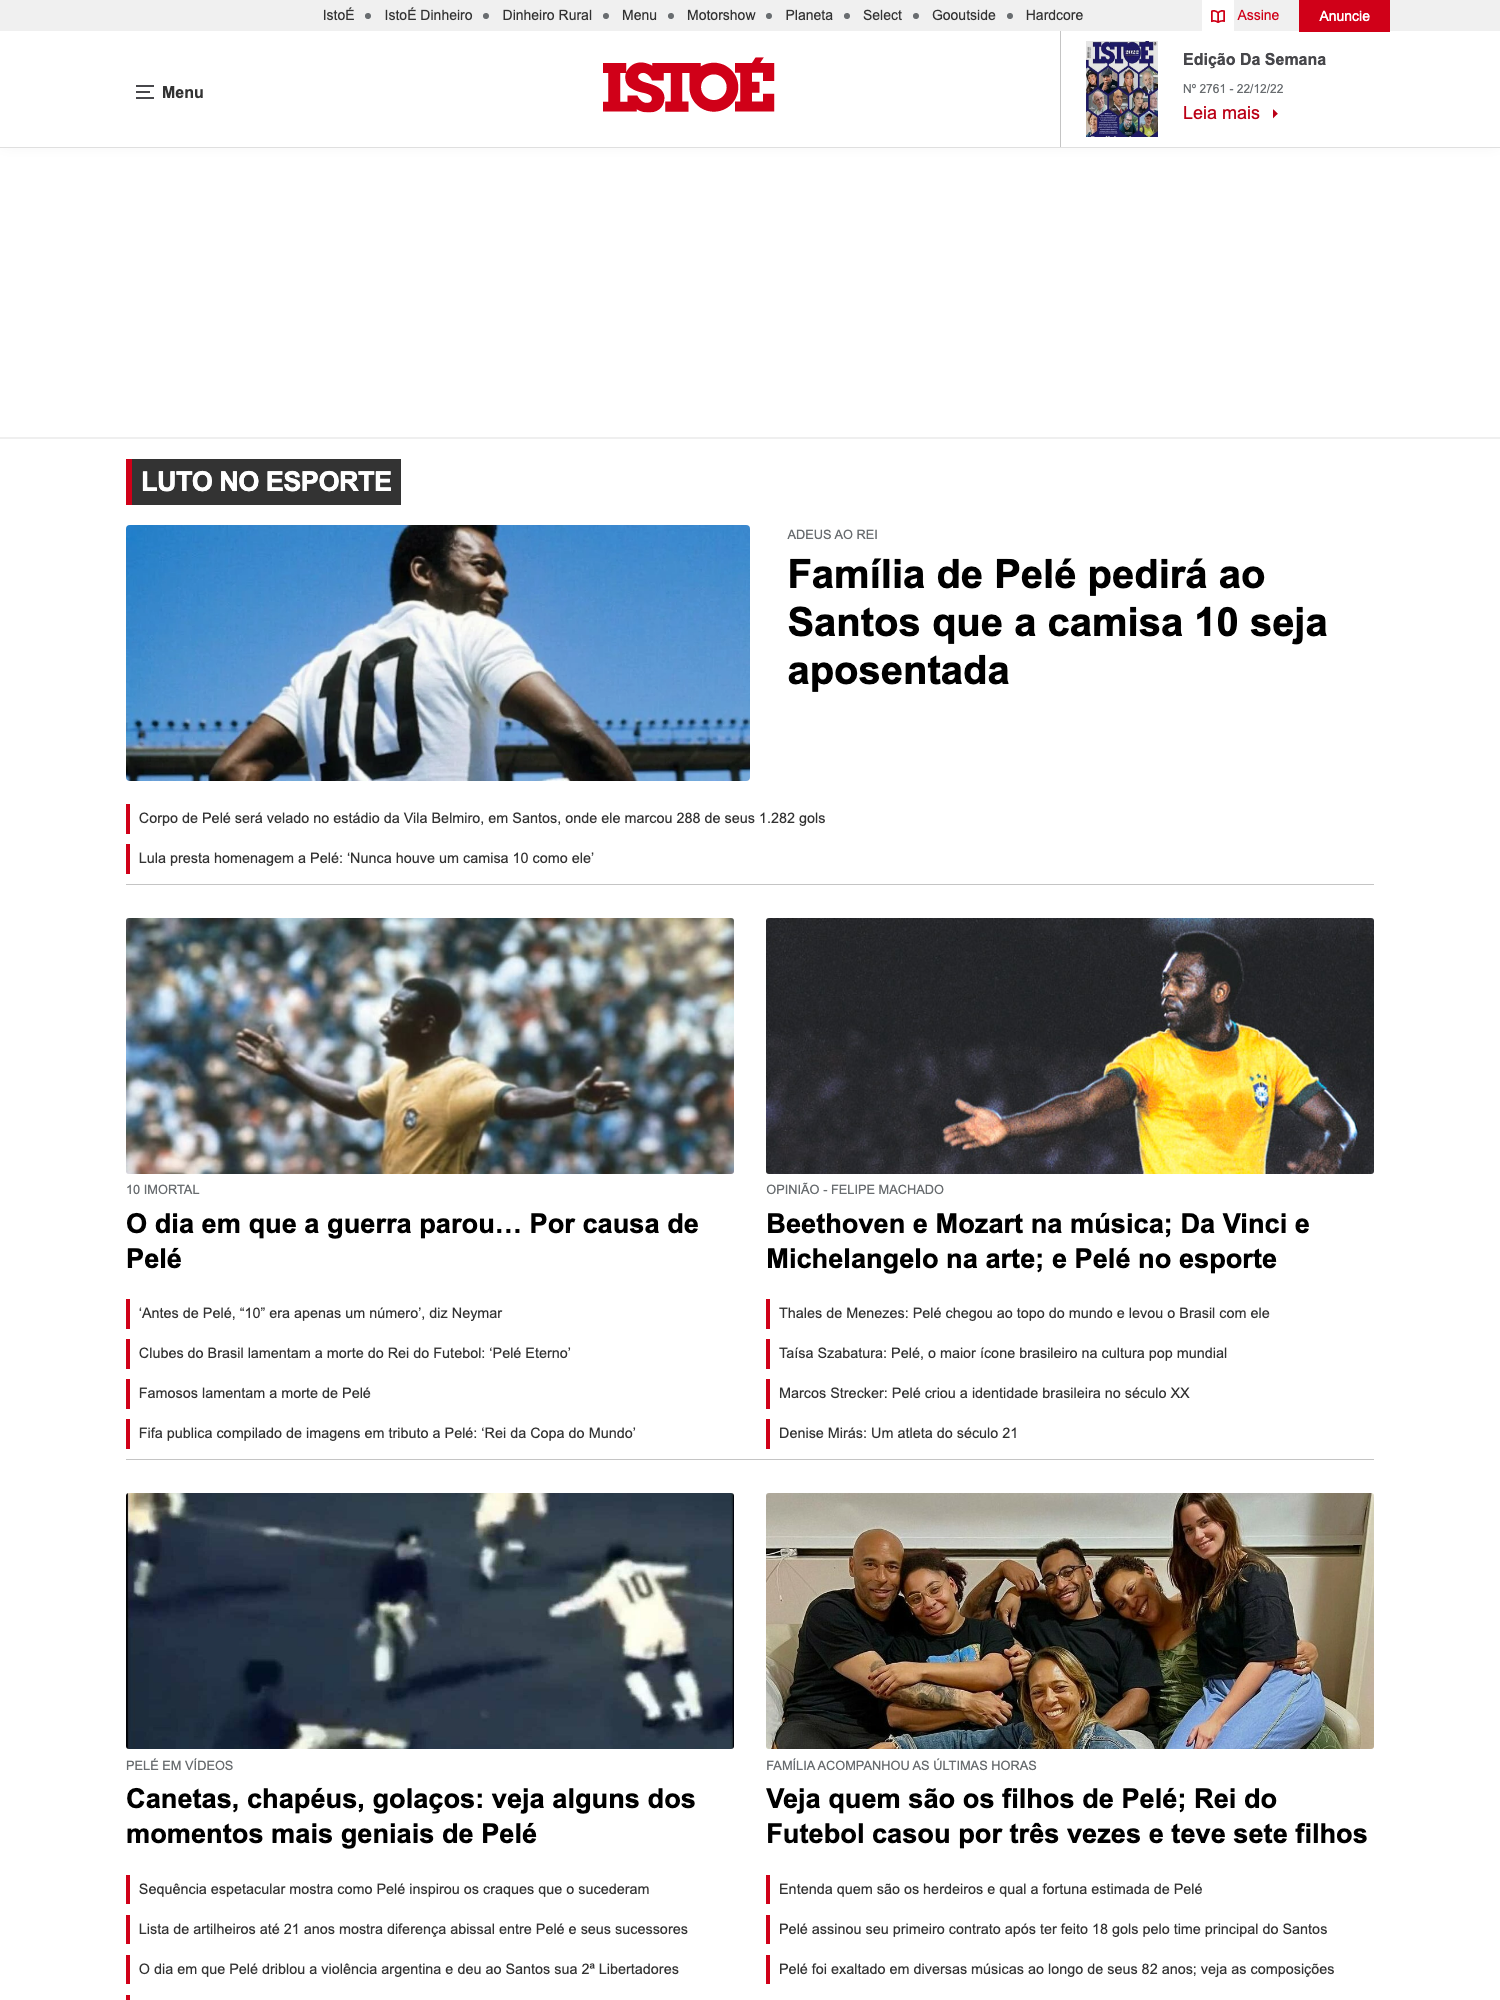 IstoÉ • IstoÉ Dinheiro • Dinheiro Rural • Menu • Motorshow • Planeta • Select • Gooutside • Hardcore
Assine
Anuncie
Menu
ISTOÉ
ISTOÉ
Edição Da Semana
Nº 2761 - 22/12/22
Leia mais
LUTO NO ESPORTE
10
ADEUS AO REI
Família de Pelé pedirá ao
Santos que a camisa 10 seja
aposentada
Corpo de Pelé será velado no estádio da Vila Belmiro, em Santos, onde ele marcou 288 de seus 1.282 gols
Lula presta homenagem a Pelé: ‘Nunca houve um camisa 10 como ele’
10 IMORTAL
O dia em que a guerra parou… Por causa de
Pelé
‘Antes de Pelé, “10” era apenas um número’, diz Neymar
Clubes do Brasil lamentam a morte do Rei do Futebol: ‘Pelé Eterno’
Famosos lamentam a morte de Pelé
Fifa publica compilado de imagens em tributo a Pelé: ‘Rei da Copa do Mundo’
OPINIÃO - FELIPE MACHADO
Beethoven e Mozart na música; Da Vinci e
Michelangelo na arte; e Pelé no esporte
Thales de Menezes: Pelé chegou ao topo do mundo e levou o Brasil com ele
Taísa Szabatura: Pelé, o maior ícone brasileiro na cultura pop mundial
Marcos Strecker: Pelé criou a identidade brasileira no século XX
Denise Mirás: Um atleta do século 21
10
PELÉ EM VÍDEOS
Canetas, chapéus, golaços: veja alguns dos
momentos mais geniais de Pelé
Sequência espetacular mostra como Pelé inspirou os craques que o sucederam
Lista de artilheiros até 21 anos mostra diferença abissal entre Pelé e seus sucessores
O dia em que Pelé driblou a violência argentina e deu ao Santos sua 2ª Libertadores
FAMÍLIA ACOMPANHOU AS ÚLTIMAS HORAS
Veja quem são os filhos de Pelé; Rei do
Futebol casou por três vezes e teve sete filhos
Entenda quem são os herdeiros e qual a fortuna estimada de Pelé
Pelé assinou seu primeiro contrato após ter feito 18 gols pelo time principal do Santos
Pelé foi exaltado em diversas músicas ao longo de seus 82 anos; veja as composições